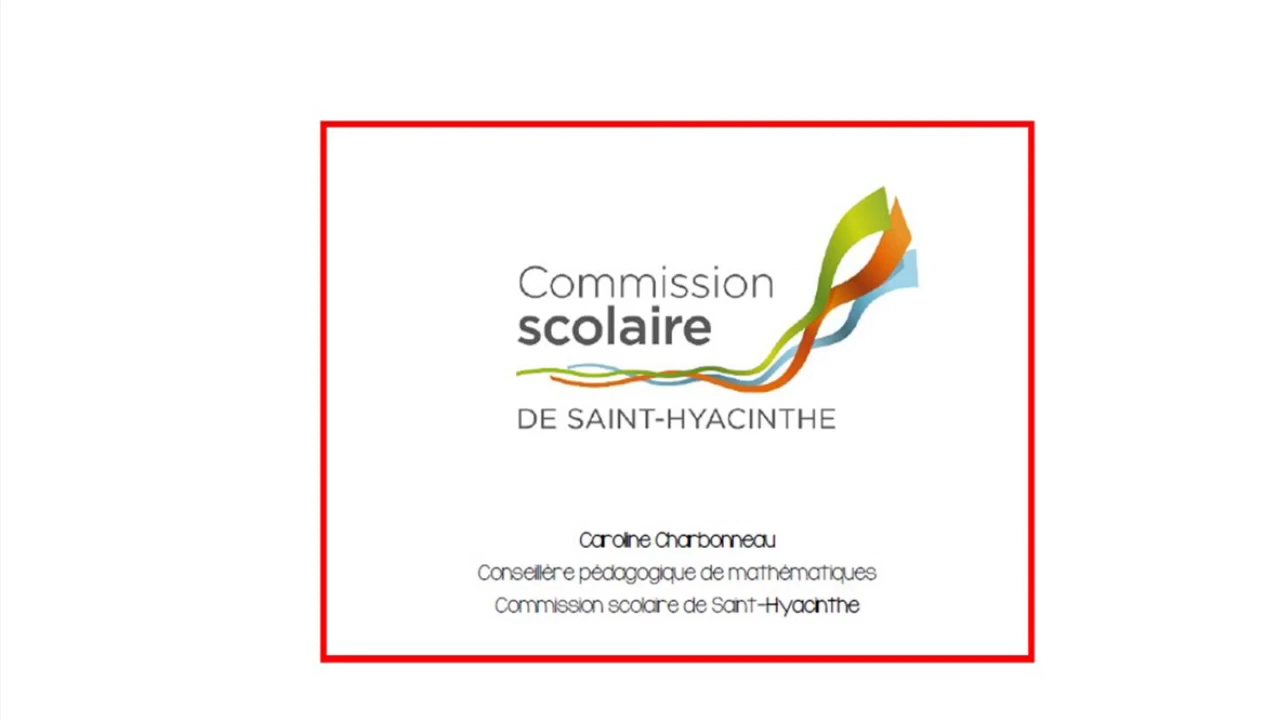 Commission
scolaire
DE SAINT-HYACINTHE
Caroline Charbonneau
Conseillère pédagogique de mathématiques
Commission scolaire de Saint-Hyacinthe